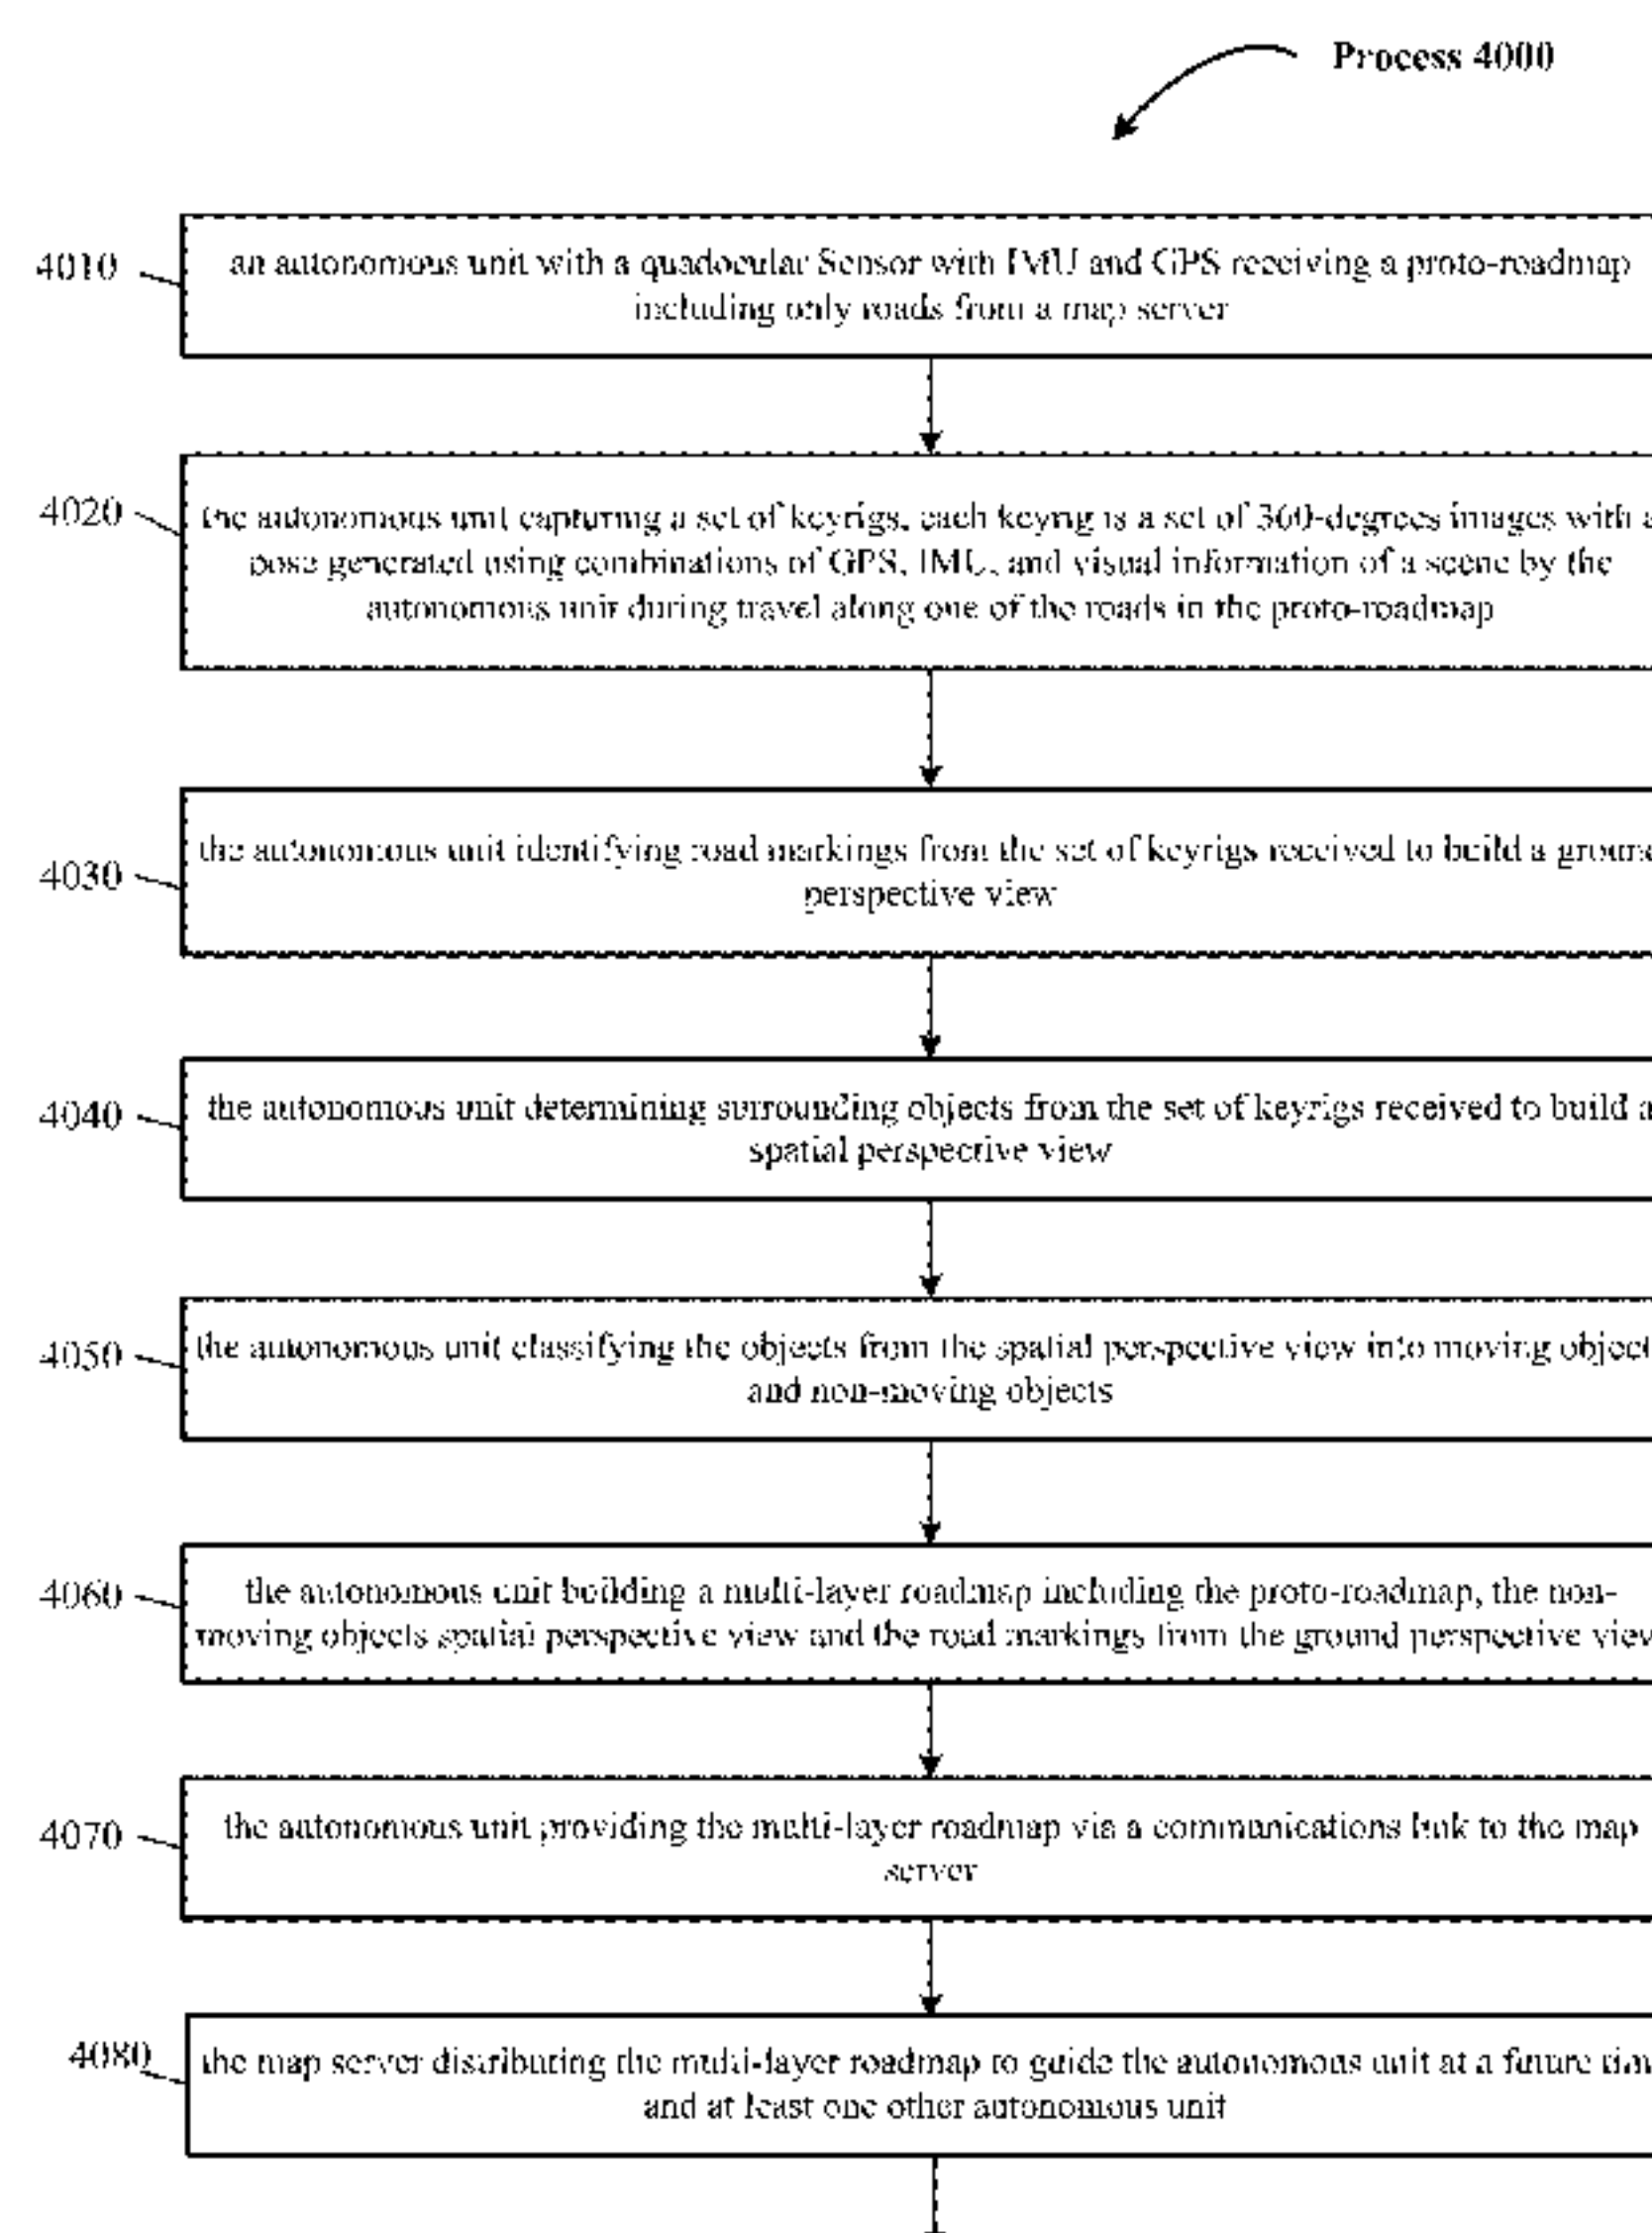 Process 4000
4010
an autonomous unit with a quadocular Sensor with IMU and GPS receiving a proto-roadmap
including only roads from a map server
4020
the autonomous unit capturing a set of keyrigs, each keyrig is a set of 360-degrees images with a
pose generated using combinations of GPS, IMU, and visual information of a scene by the
autonomous unit during travel along one of the roads in the proto-roadmap
4030
the autonomous unit identifying road markings from the set of keyrigs received to build a groun
perspective view
4040
the autonomous unit determining surrounding objects from the set of keyrigs received to build a
spatial perspective view
4050
the autonomous unit classifying the objects from the spatial perspective view into moving object
and non-moving objects
4060
the autonomous unit building a multi-layer roadmap including the proto-roadmap, the non-
moving objects spatial perspective view and the road markings from the ground perspective view
4070
the autonomous unit providing the multi-layer roadmap via a communications link to the map
server
4080
the map server distributing the multi-layer roadmap to guide the autonomous unit at a future tim
and at least one other autonomous unit